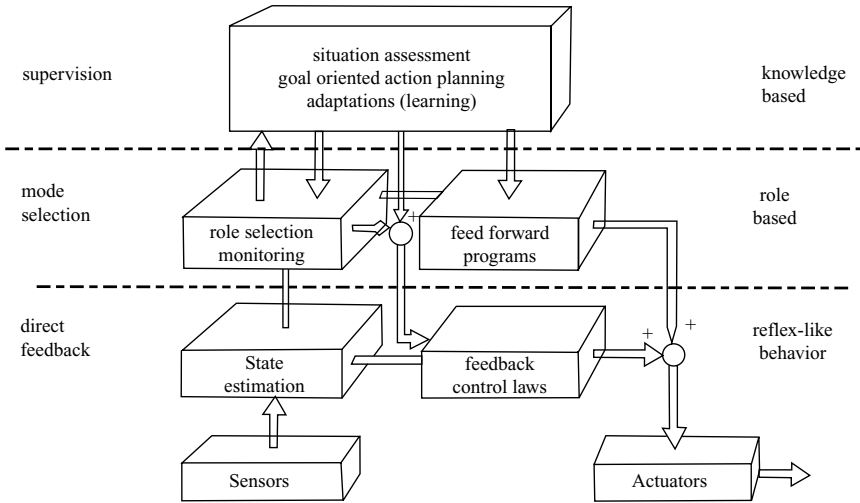 situation assessment
goal oriented action planning
adaptations (learning)
supervision
knowledge
based
mode
selection
role selection
monitoring
+
feed forward
programs
role
based
direct
feedback
State
estimation
feedback
control laws
+
+
reflex-like
behavior
Sensors
Actuators